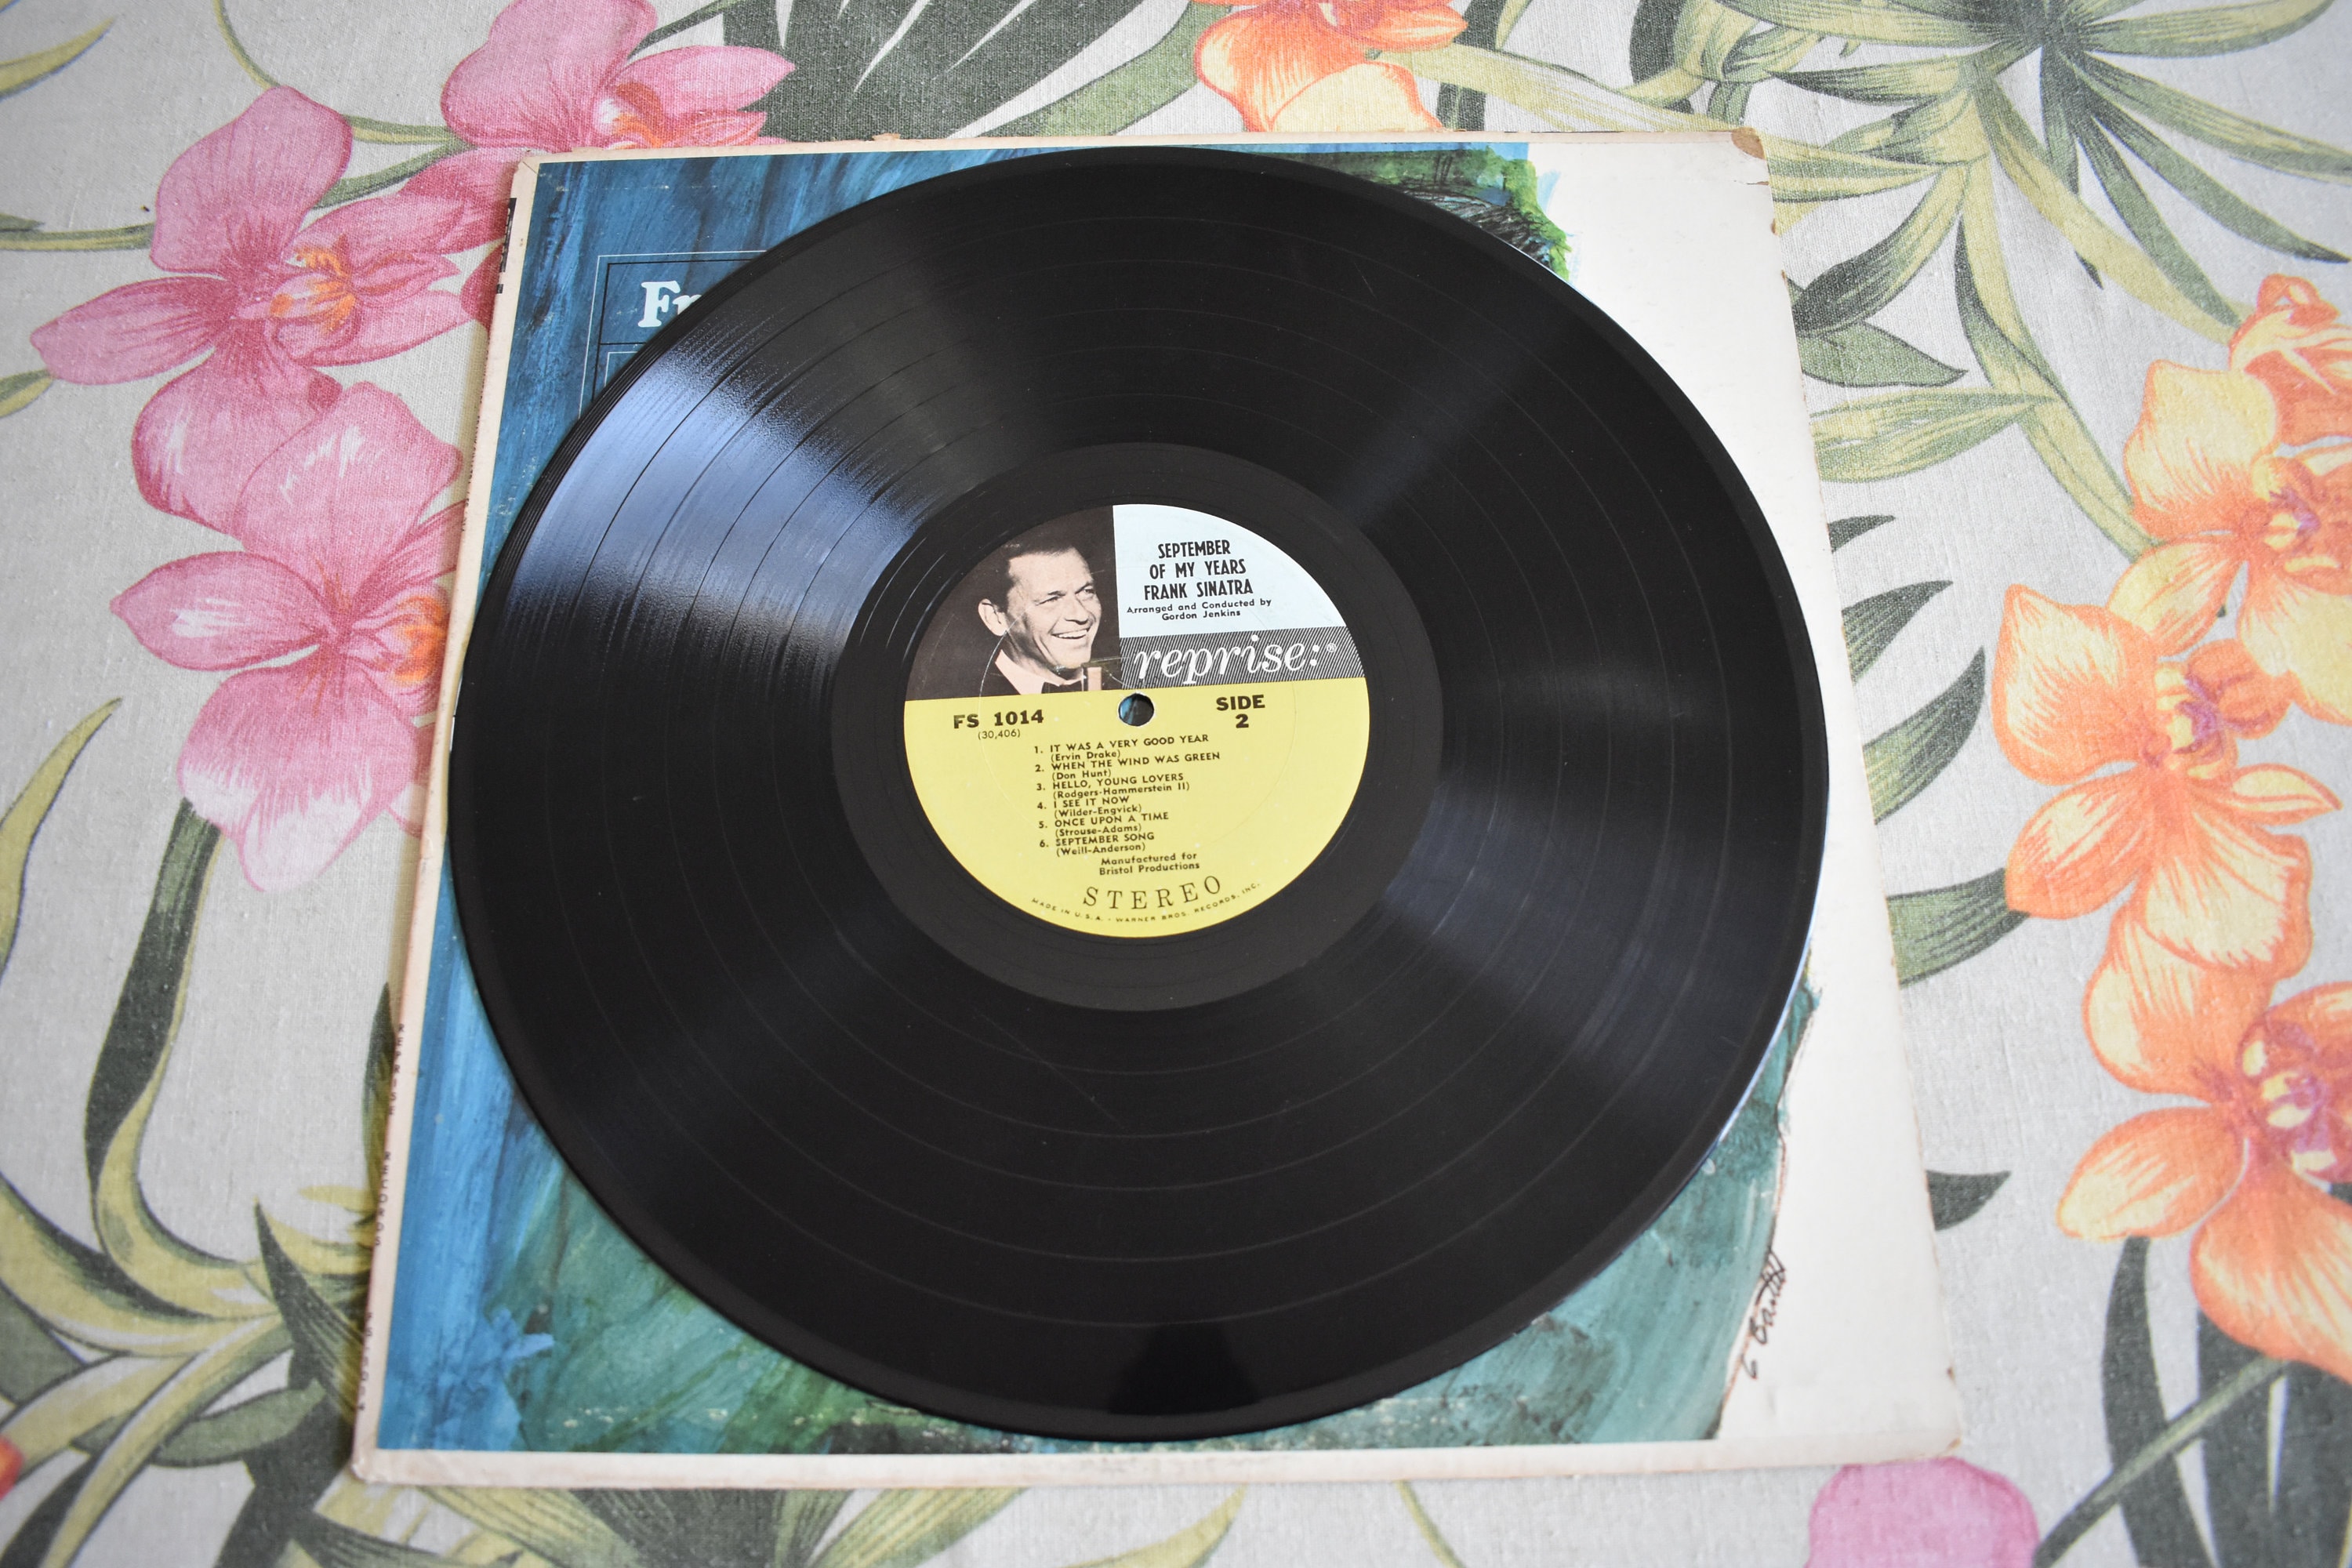 Fr
SEPTEMBER
OF MY YEARS
FRANK SINATRA
Arranged and Conducted by
Gordon Jenkins
reprise:®
FS 1014
(30,406)
SIDE
2
1. IT WAS A VERY GOOD YEAR
(Ervin Drake)
2. WHEN THE WIND WAS GREEN
(Don Hunt)
3. HELLO, YOUNG LOVERS
(Rodgers-Hammerstein II)
4. I SEE IT NOW
(Wilder-Engvick)
5. ONCE UPON A TIME
(Strouse-Adams)
6. SEPTEMBER SONG
(Weill-Anderson)
Manufactured for
Bristol Productions
STEREO
MADE IN U.S.A. • WARNER BROS. RECORDS, INC.